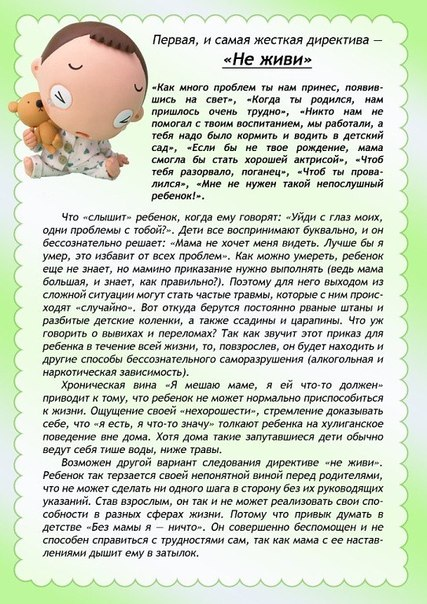 Первая, и самая жесткая директива —
«Не живи»
«Как много проблем ты нам принес, появив-
шись на свет», «Когда ты родился, нам
пришлось очень трудно», «Никто нам не
помогал с твоим воспитанием, мы работали, а
тебя надо было кормить и водить в детский
сад», «Если бы не твое рождение, мама
смогла бы стать хорошей актрисой», «Чтоб
тебя разорвало, поганец», «Чтоб ты прова-
лился», «Мне не нужен такой непослушный
ребенок!».
Что «слышит» ребенок, когда ему говорят: «Уйди с глаз моих,
одни проблемы с тобой?». Дети все воспринимают буквально, и он
бессознательно решает: «Мама не хочет меня видеть. Лучше бы я
умер, это избавит от всех проблем». Как можно умереть, ребенок
еще не знает, но мамино приказание нужно выполнять (ведь мама
большая, и знает, как правильно?). Поэтому для него выходом из
сложной ситуации могут стать частые травмы, которые с ним проис-
ходят «случайно». Вот откуда берутся постоянно рваные штаны и
разбитые детские коленки, а также ссадины и царапины. Что уж
говорить о вывихах и переломах? Так как звучит этот приказ для
ребенка в течение всей жизни, то, повзрослев, он будет находить и
другие способы бессознательного саморазрушения (алкогольная и
наркотическая зависимость).
Хроническая вина «Я мешаю маме, я ей что-то должен»
приводит к тому, что ребенок не может нормально приспособиться
к жизни. Ощущение своей «нехорошести», стремление доказывать
себе, что «я есть, я что-то значу» толкают ребенка на хулиганское
поведение вне дома. Хотя дома такие запутавшиеся дети обычно
ведут себя тише воды, ниже травы.
Возможен другой вариант следования директиве «не живи».
Ребенок так терзается своей непонятной виной перед родителями,
что не может сделать ни одного шага в сторону без их руководящих
указаний. Став взрослым, он так и не может реализовать свои спо-
собности в разных сферах жизни. Потому что привык думать в
детстве «Без мамы я — ничто». Он совершенно беспомощен и не
способен справиться с трудностями сам, так как мама с ее настав-
лениями дышит ему в затылок.